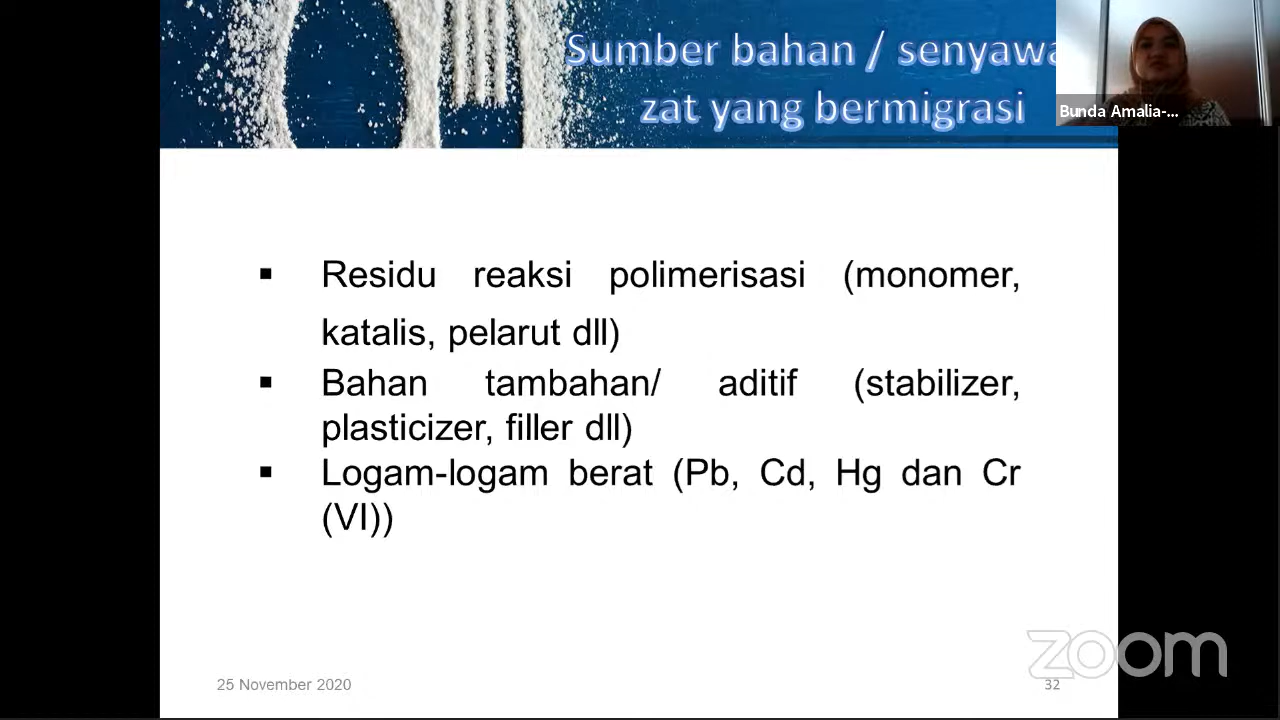 Sumber bahan / senyawa
zat yang bermigrasi
Bunda Amalia-...
▪ Residu reaksi polimerisasi (monomer,
katalis, pelarut dll)
▪ Bahan tambahan/ aditif (stabilizer,
plasticizer, filler dll)
▪ Logam-logam berat (Pb, Cd, Hg dan Cr
(VI))
zoom
25 November 2020
32